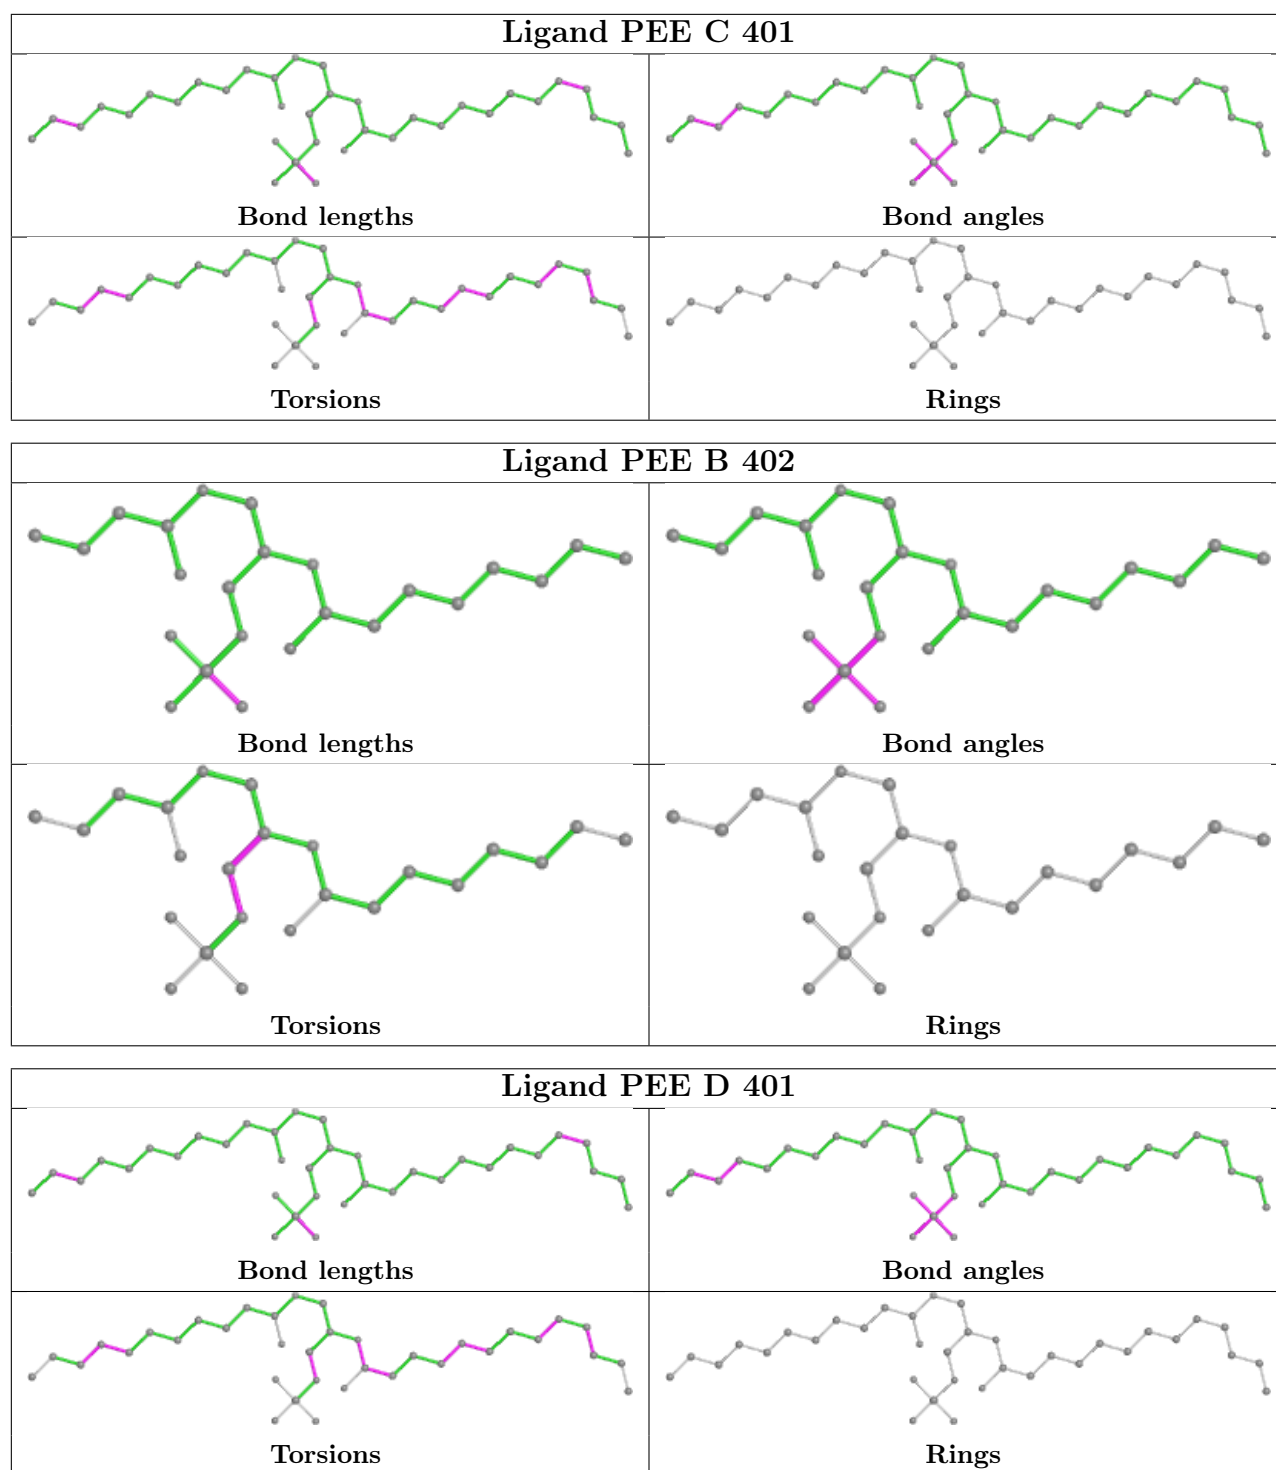 Ligand PEE C 401
Bond lengths
Bond angles
Torsions
Rings
Ligand PEE B 402
Bond lengths
Bond angles
Torsions
Rings
Ligand PEE D 401
Bond lengths
Bond angles
Torsions
Rings